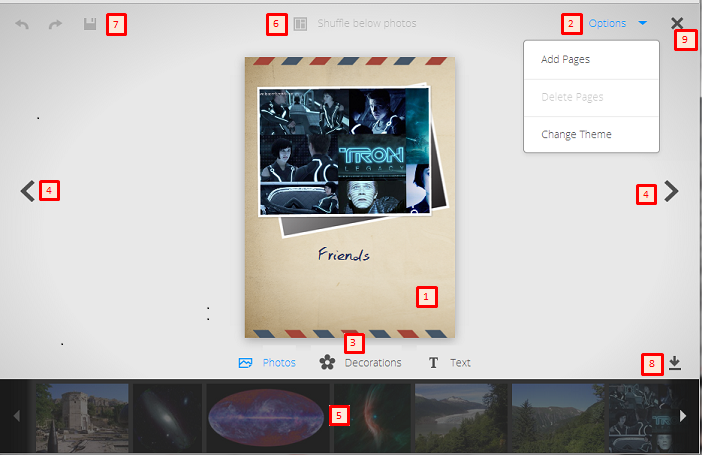 7
6
Shuffle below photos
2
Options
9
Add Pages
Delete Pages
Change Theme
TRON
LEGACY
4
4
Friends
1
3
Photos
Decorations
Text
8
5